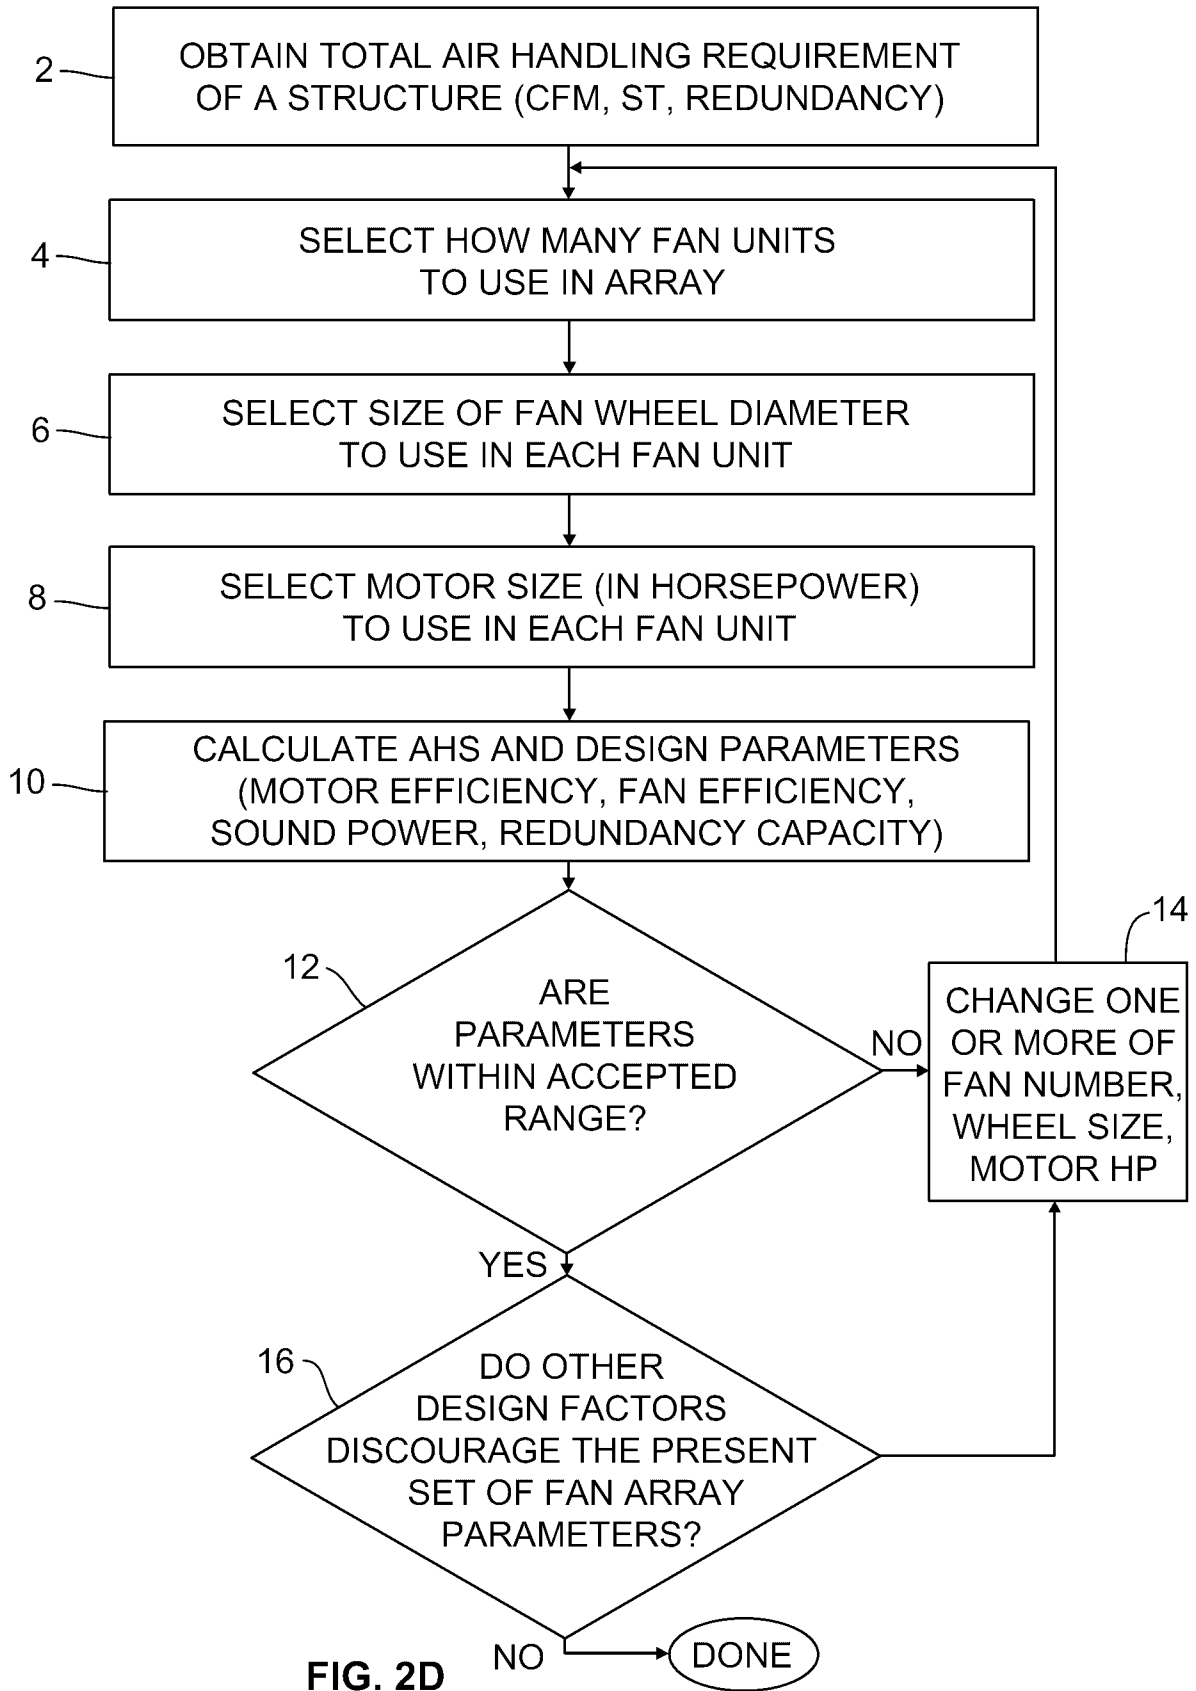 2
OBTAIN TOTAL AIR HANDLING REQUIREMENT
OF A STRUCTURE (CFM, ST, REDUNDANCY)
4
SELECT HOW MANY FAN UNITS
TO USE IN ARRAY
6
SELECT SIZE OF FAN WHEEL DIAMETER
TO USE IN EACH FAN UNIT
8
SELECT MOTOR SIZE (IN HORSEPOWER)
TO USE IN EACH FAN UNIT
10
CALCULATE AHS AND DESIGN PARAMETERS
(MOTOR EFFICIENCY, FAN EFFICIENCY,
SOUND POWER, REDUNDANCY CAPACITY)
12
ARE
PARAMETERS
WITHIN ACCEPTED
RANGE?
NO
14
CHANGE ONE
OR MORE OF
FAN NUMBER,
WHEEL SIZE,
MOTOR HP
YES
16
DO OTHER
DESIGN FACTORS
DISCOURAGE THE PRESENT
SET OF FAN ARRAY
PARAMETERS?
NO
DONE
FIG. 2D